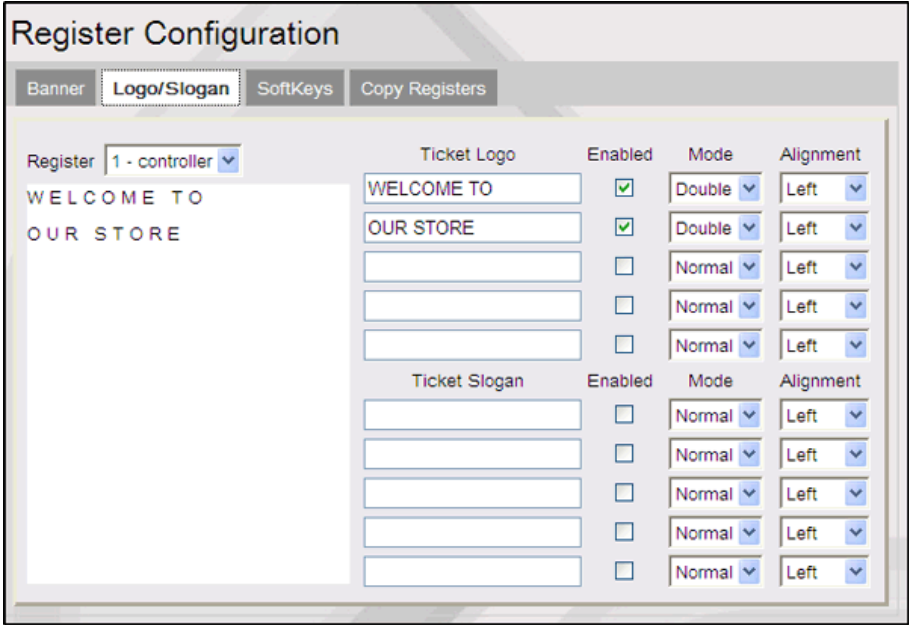 Register Configuration
Banner Logo/Slogan SoftKeys Copy Registers
Register 1 - controller
WELCOME TO
OUR STORE
Ticket Logo Enabled Mode Alignment
WELCOME TO Double Left
OUR STORE Double Left
Normal Left
Normal Left
Normal Left
Ticket Slogan Enabled Mode Alignment
Normal Left
Normal Left
Normal Left
Normal Left
Normal Left